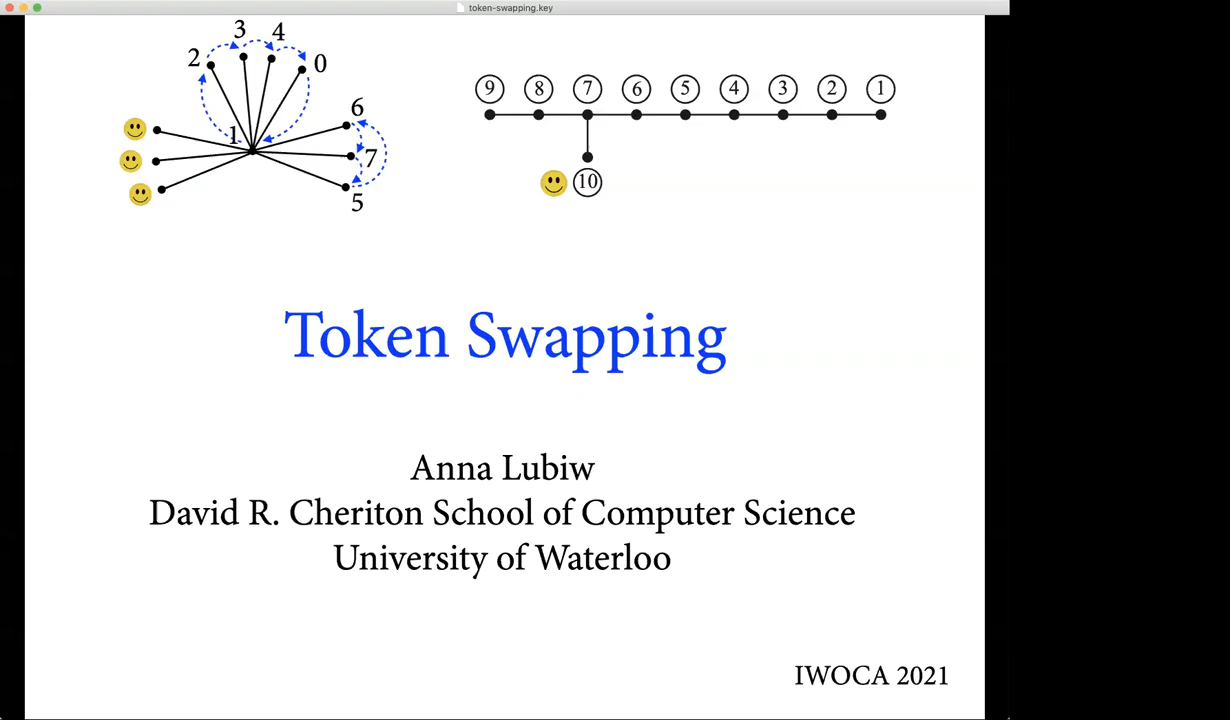 token-swapping.key
3 4
2 0
1
6
7
5
9 8 7 6 5 4 3 2 1
10
Token Swapping
Anna Lubiw
David R. Cheriton School of Computer Science
University of Waterloo
IWOCA 2021